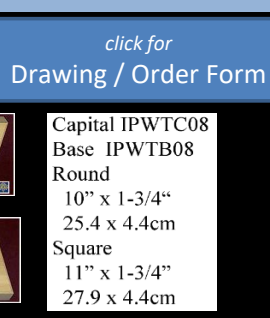 click for
Drawing / Order Form
Capital IPWTC08
Base  IPWTB08
Round
10” x 1-3/4“
25.4 x 4.4cm
Square
11” x 1-3/4”
27.9 x 4.4cm